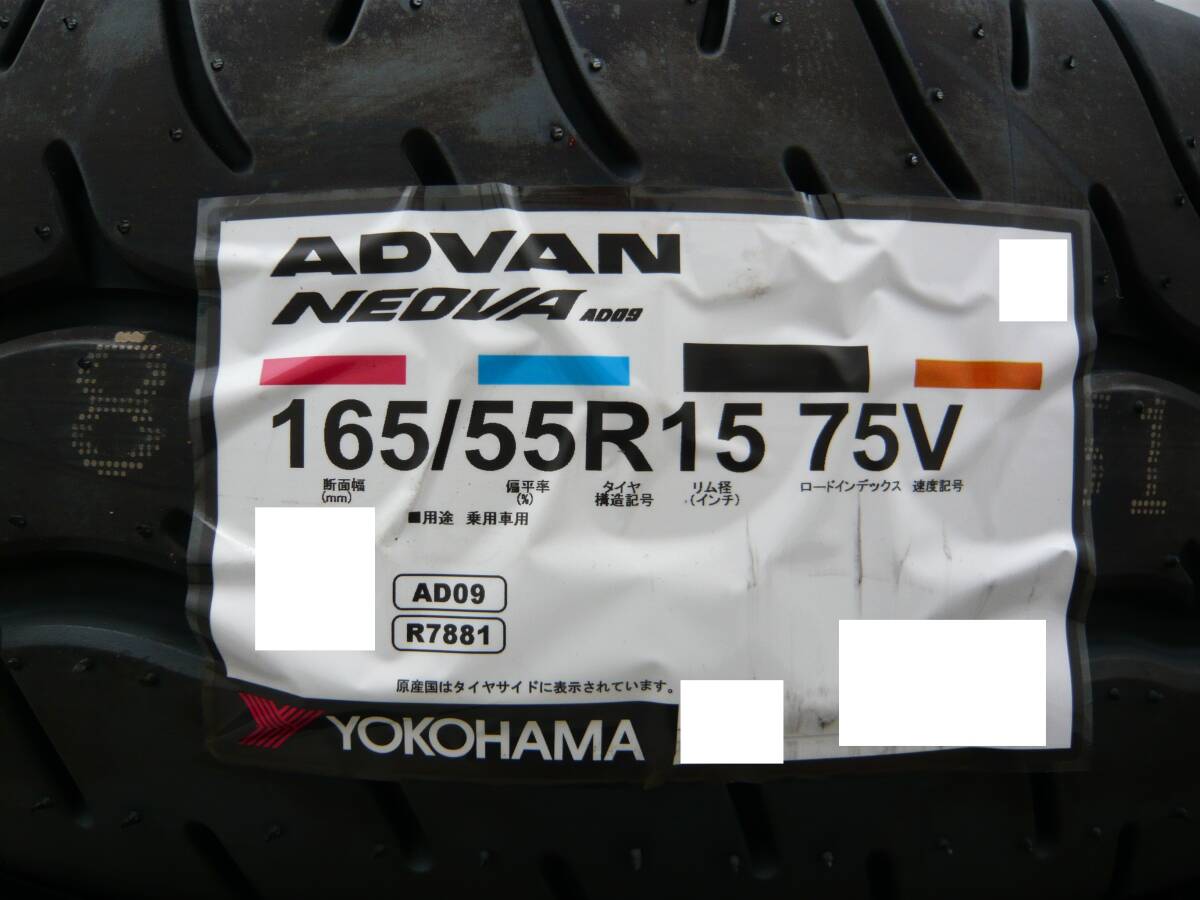 ADVAN
NEOVA AD09
165/55R15 75V
断面幅 偏平率 タイヤ リム径 ロードインデックス 速度記号
(mm) (%) 構造記号 (インチ)
■用途 乗用車用
8
51
AD09
R7881
原産国はタイヤサイドに表示されています。
YOKOHAMA